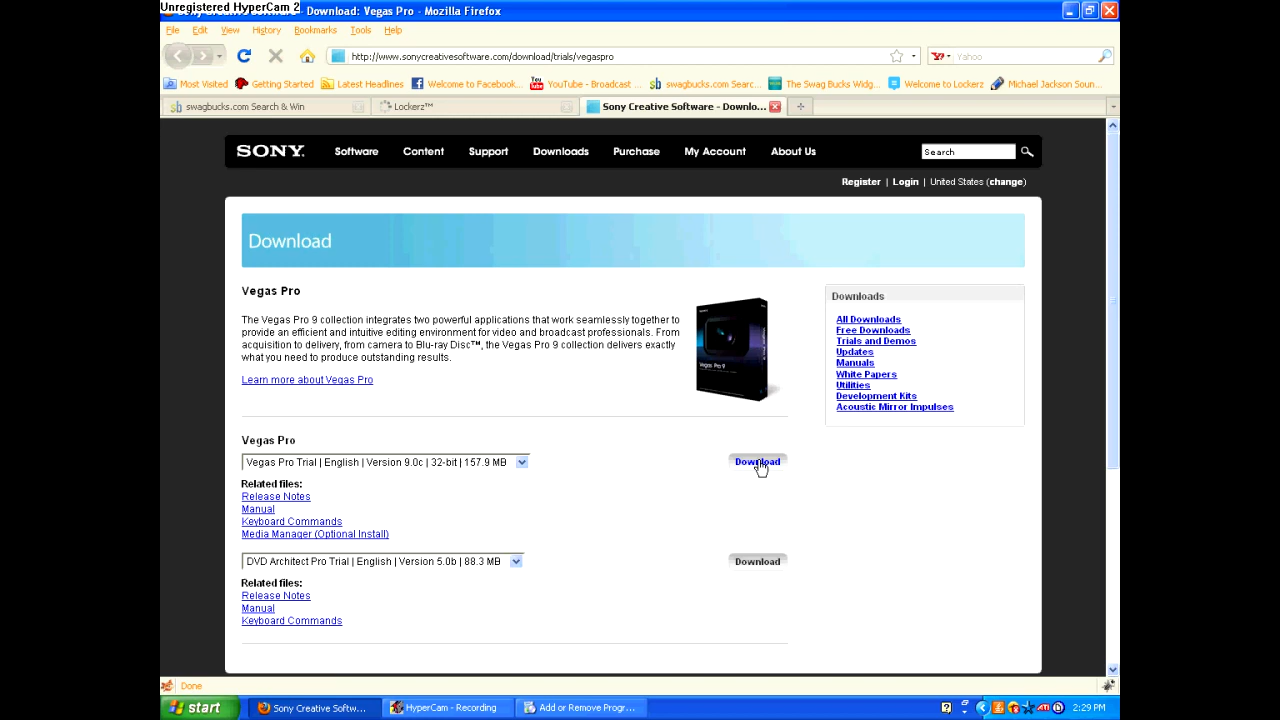 Unregistered HyperCam 2
Download: Vegas Pro - Mozilla Firefox
File Edit View History Bookmarks Tools Help
http://www.sonycreativesoftware.com/download/trials/vegaspro
Yahoo
Most Visited Getting Started Latest Headlines Welcome to Facebook... YouTube - Broadcast ... swagbucks.com Searc... The Swag Bucks Widg... Welcome to Lockerz Michael Jackson Soun...
swagbucks.com Search & Win Lockerz™ Sony Creative Software - Downlo...
SONY. Software Content Support Downloads Purchase My Account About Us Search
Register | Login | United States (change)
Download
Vegas Pro
The Vegas Pro 9 collection integrates two powerful applications that work seamlessly together to
provide an efficient and intuitive editing environment for video and broadcast professionals. From
acquisition to delivery, from camera to Blu-ray Disc™, the Vegas Pro 9 collection delivers exactly
what you need to produce outstanding results.
Learn more about Vegas Pro
Vegas Pro 9
Downloads
All Downloads
Free Downloads
Trials and Demos
Updates
Manuals
White Papers
Utilities
Development Kits
Acoustic Mirror Impulses
Vegas Pro
Vegas Pro Trial | English | Version 9.0c | 32-bit | 157.9 MB Download
Related files:
Release Notes
Manual
Keyboard Commands
Media Manager (Optional Install)
DVD Architect Pro Trial | English | Version 5.0b | 88.3 MB Download
Related files:
Release Notes
Manual
Keyboard Commands
Done
start Sony Creative Softw... HyperCam - Recording Add or Remove Progr... 2:29 PM